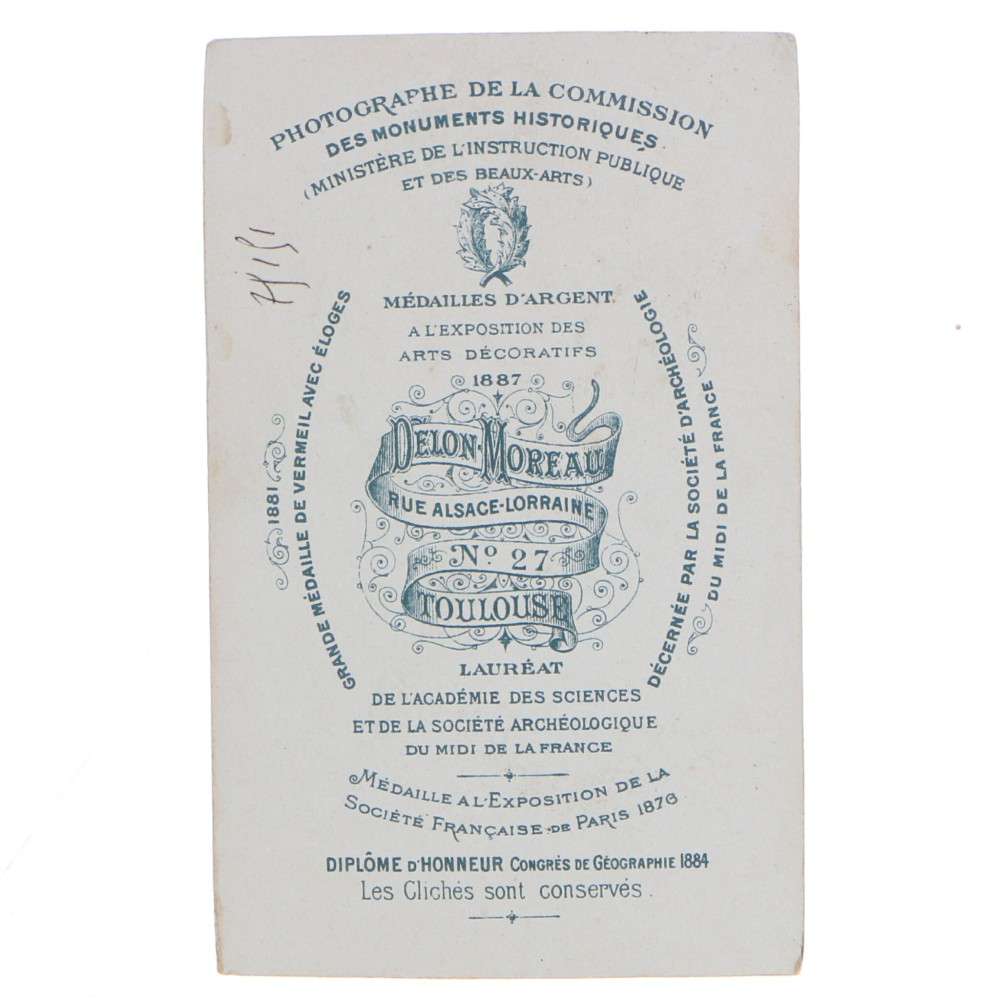 PHOTOGRAPHE DE LA COMMISSION
DES MONUMENTS HISTORIQUES.
(MINISTÈRE DE L'INSTRUCTION PUBLIQUE
ET DES BEAUX-ARTS)
MÉDAILLES D'ARGENT
A L'EXPOSITION DES
ARTS DÉCORATIFS
1887
1881
GRANDE MÉDAILLE DE VERMEIL AVEC ÉLOGES
DÉCERNÉE PAR LA SOCIÉTÉ D'ARCHÉOLOGIE
DU MIDI DE LA FRANCE
DELON-MOREAU
RUE ALSACE-LORRAINE
No 27
TOULOUSE
LAURÉAT
DE L'ACADÉMIE DES SCIENCES
ET DE LA SOCIÉTÉ ARCHÉOLOGIQUE
DU MIDI DE LA FRANCE
MÉDAILLE A L'EXPOSITION DE LA
SOCIÉTÉ FRANÇAISE DE PARIS 1876
DIPLÔME D'HONNEUR CONGRÉS DE GÉOGRAPHIE 1884
Les Clichés sont conservés.